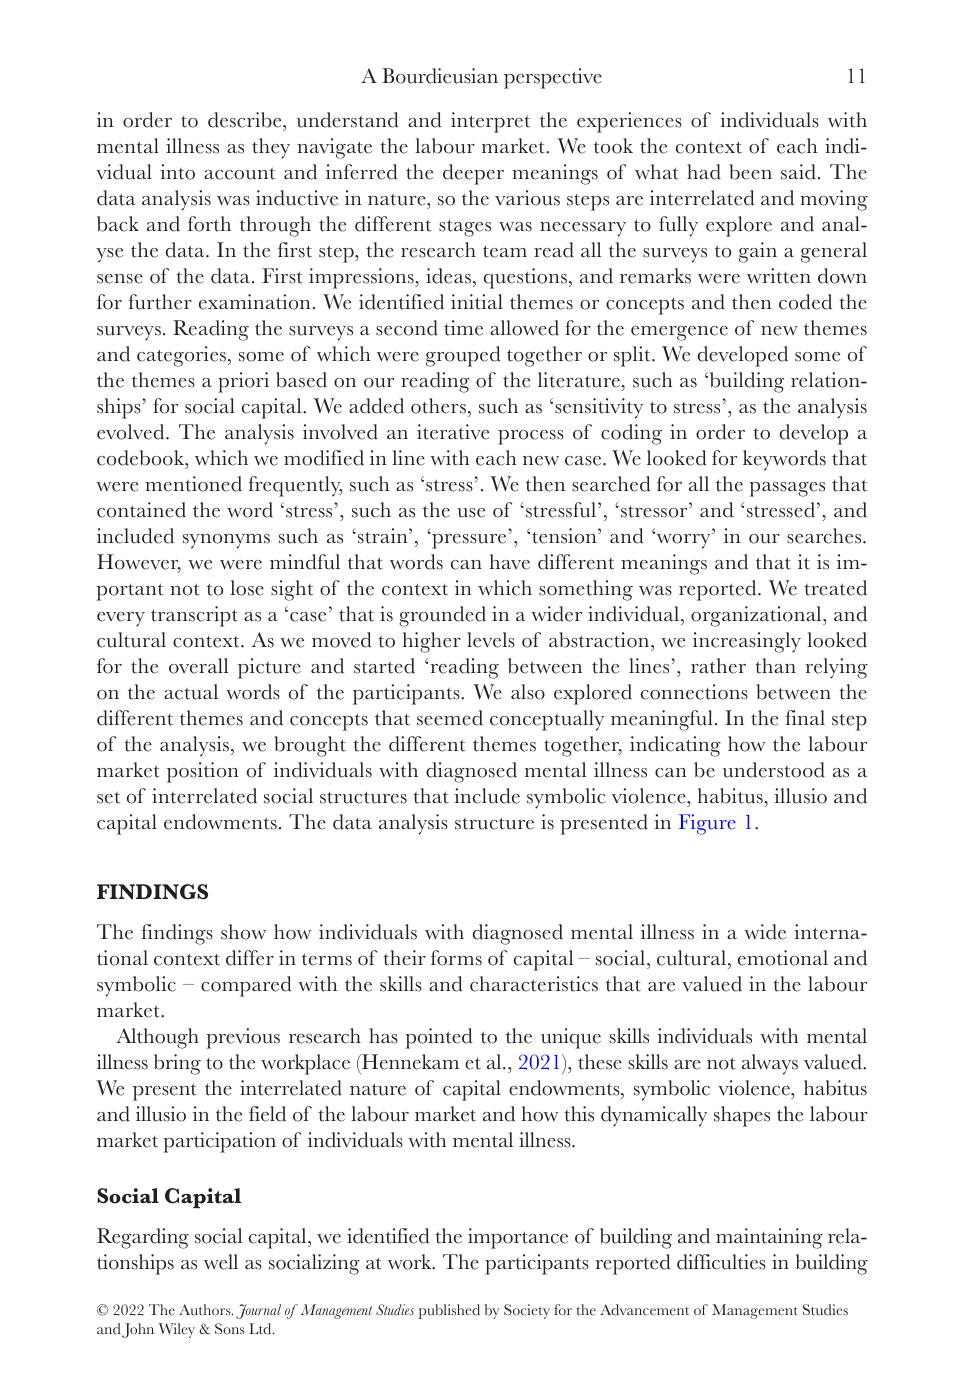 A Bourdieusian perspective 11
in order to describe, understand and interpret the experiences of individuals with
mental illness as they navigate the labour market. We took the context of each indi-
vidual into account and inferred the deeper meanings of what had been said. The
data analysis was inductive in nature, so the various steps are interrelated and moving
back and forth through the different stages was necessary to fully explore and anal-
yse the data. In the first step, the research team read all the surveys to gain a general
sense of the data. First impressions, ideas, questions, and remarks were written down
for further examination. We identified initial themes or concepts and then coded the
surveys. Reading the surveys a second time allowed for the emergence of new themes
and categories, some of which were grouped together or split. We developed some of
the themes a priori based on our reading of the literature, such as ‘building relation-
ships’ for social capital. We added others, such as ‘sensitivity to stress’, as the analysis
evolved. The analysis involved an iterative process of coding in order to develop a
codebook, which we modified in line with each new case. We looked for keywords that
were mentioned frequently, such as ‘stress’. We then searched for all the passages that
contained the word ‘stress’, such as the use of ‘stressful’, ‘stressor’ and ‘stressed’, and
included synonyms such as ‘strain’, ‘pressure’, ‘tension’ and ‘worry’ in our searches.
However, we were mindful that words can have different meanings and that it is im-
portant not to lose sight of the context in which something was reported. We treated
every transcript as a ‘case’ that is grounded in a wider individual, organizational, and
cultural context. As we moved to higher levels of abstraction, we increasingly looked
for the overall picture and started ‘reading between the lines’, rather than relying
on the actual words of the participants. We also explored connections between the
different themes and concepts that seemed conceptually meaningful. In the final step
of the analysis, we brought the different themes together, indicating how the labour
market position of individuals with diagnosed mental illness can be understood as a
set of interrelated social structures that include symbolic violence, habitus, illusio and
capital endowments. The data analysis structure is presented in Figure 1.
FINDINGS
The findings show how individuals with diagnosed mental illness in a wide interna-
tional context differ in terms of their forms of capital – social, cultural, emotional and
symbolic – compared with the skills and characteristics that are valued in the labour
market.
Although previous research has pointed to the unique skills individuals with mental
illness bring to the workplace (Hennekam et al., 2021), these skills are not always valued.
We present the interrelated nature of capital endowments, symbolic violence, habitus
and illusio in the field of the labour market and how this dynamically shapes the labour
market participation of individuals with mental illness.
Social Capital
Regarding social capital, we identified the importance of building and maintaining rela-
tionships as well as socializing at work. The participants reported difficulties in building
© 2022 The Authors. Journal of Management Studies published by Society for the Advancement of Management Studies
and John Wiley & Sons Ltd.